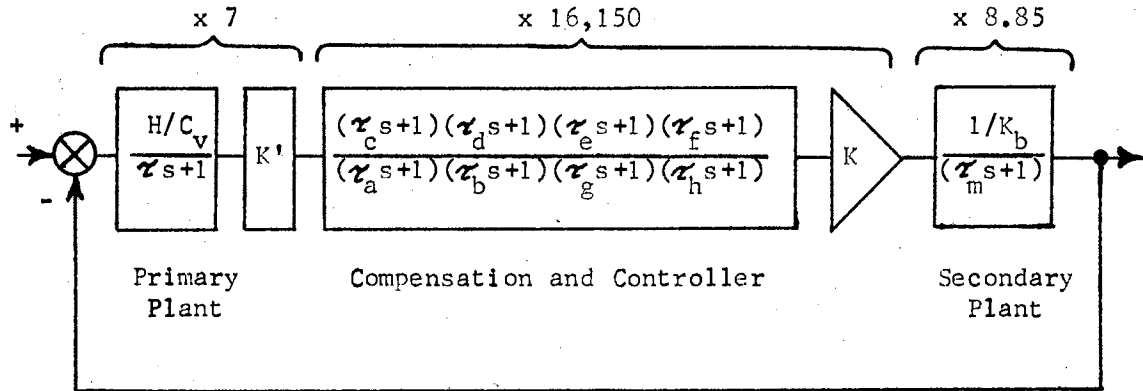 x 7
x 16,150
x 8.85
+
-
H/C_v
τs+1
K'
(τ_c s+1)(τ_d s+1)(τ_e s+1)(τ_f s+1)
(τ_a s+1)(τ_b s+1)(τ_g s+1)(τ_h s+1)
K
1/K_b
(τ_m s+1)
Primary
Plant
Compensation and Controller
Secondary
Plant